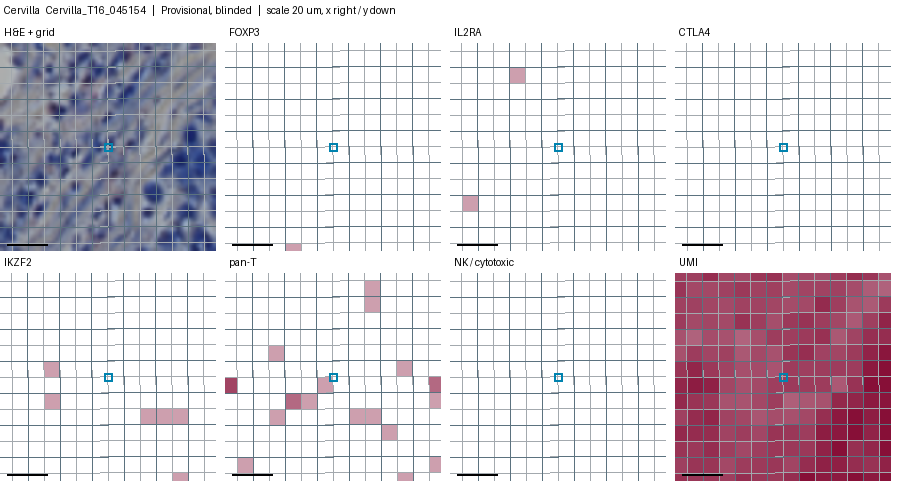 Cervilla Cervilla_T16_045154 | Provisional, blinded | scale 20 um, x right / y down
H&E + grid
FOXP3
IL2RA
CTLA4
IKZF2
pan-T
NK / cytotoxic
UMI